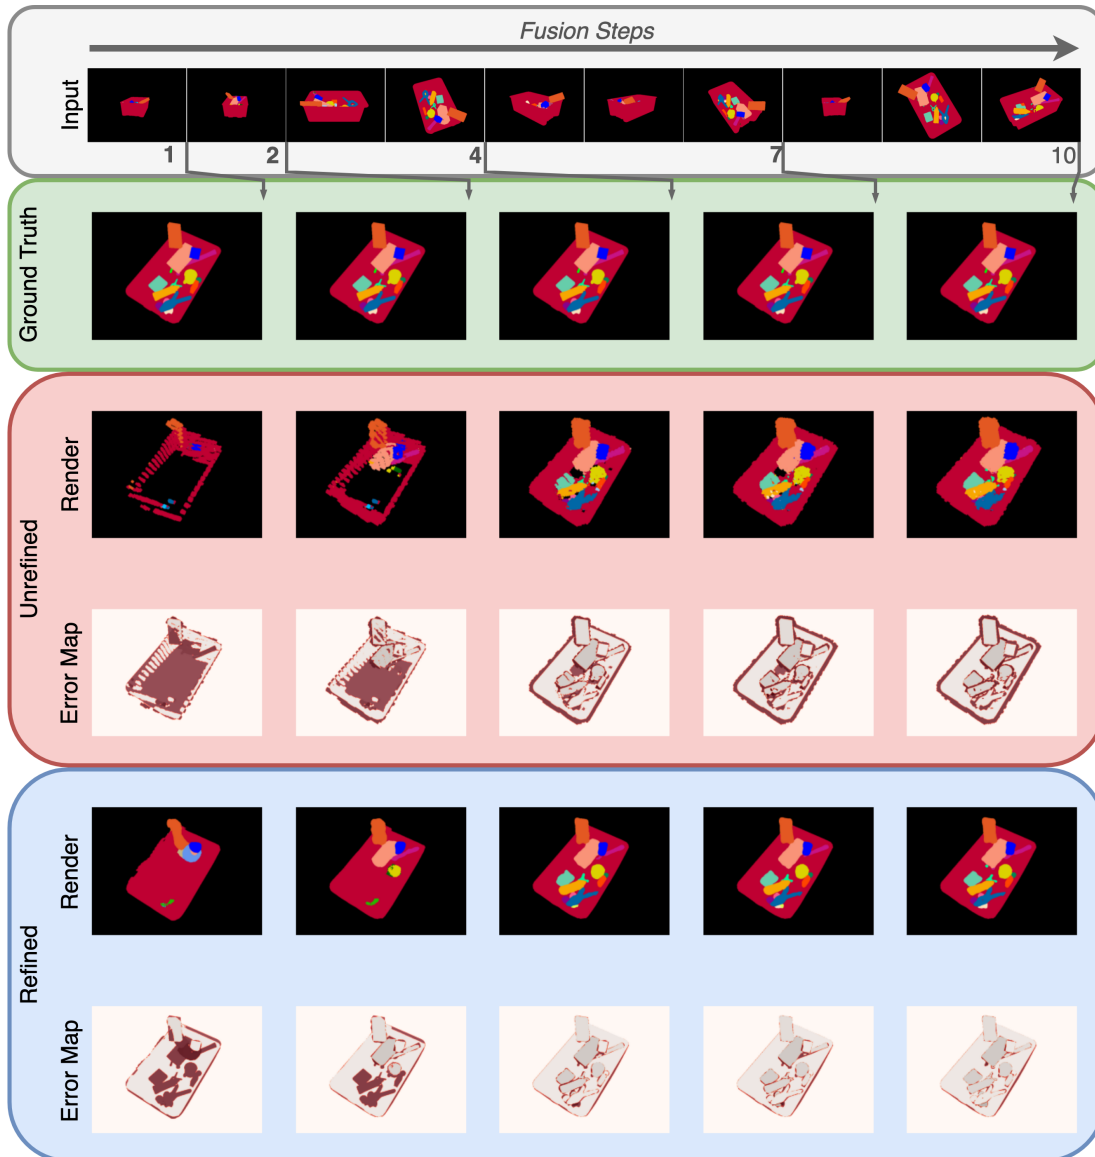 Fusion Steps
Input
1
2
4
7
10
Ground Truth
Unrefined
Render
Error Map
Refined
Render
Error Map